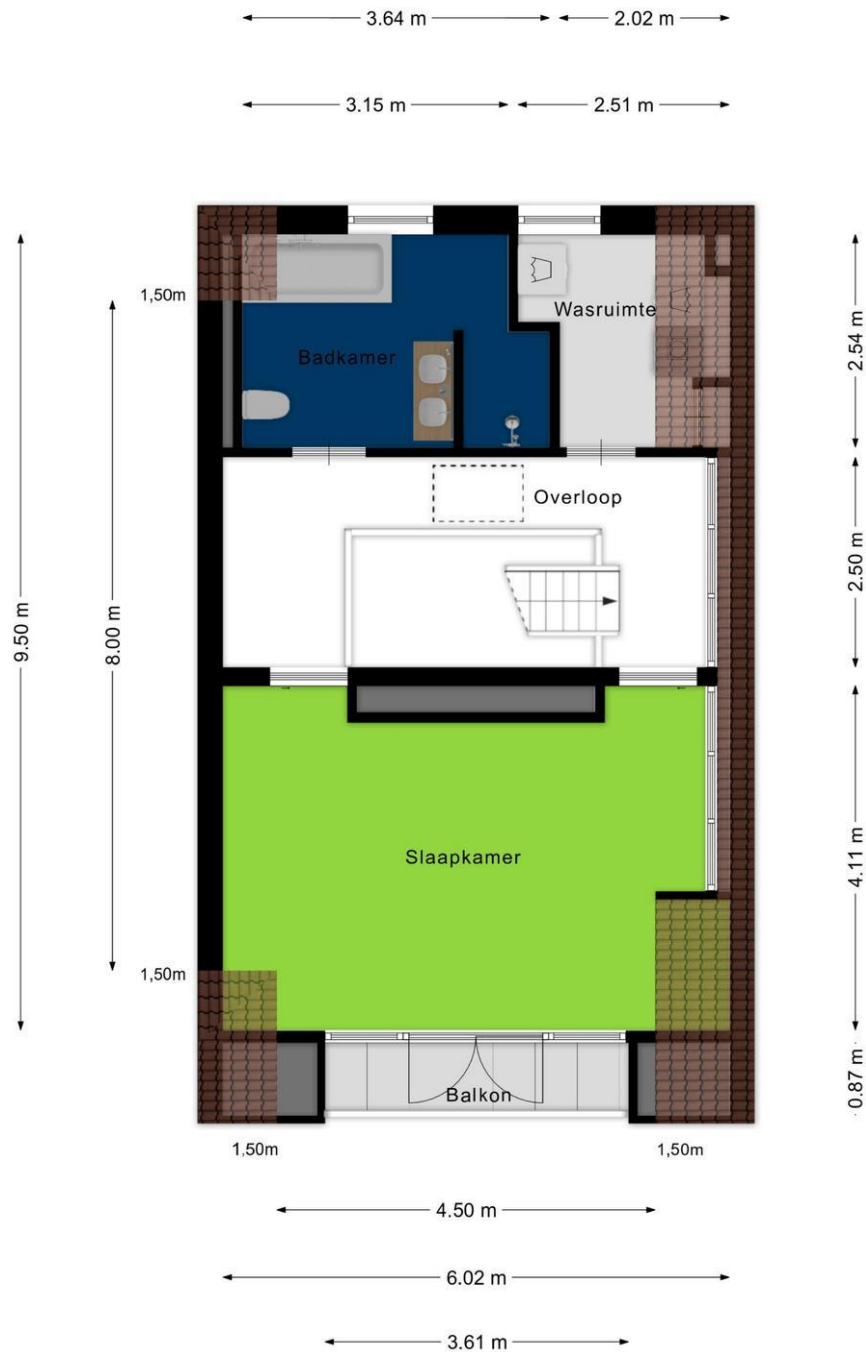 3.64 m
2.02 m
3.15 m
2.51 m
1,50m
Wasruimte
Badkamer
2.54 m
Overloop
2.50 m
9.50 m
8.00 m
Slaapkamer
4.11 m
1,50m
0.87 m
Balkon
1,50m
1,50m
4.50 m
6.02 m
3.61 m